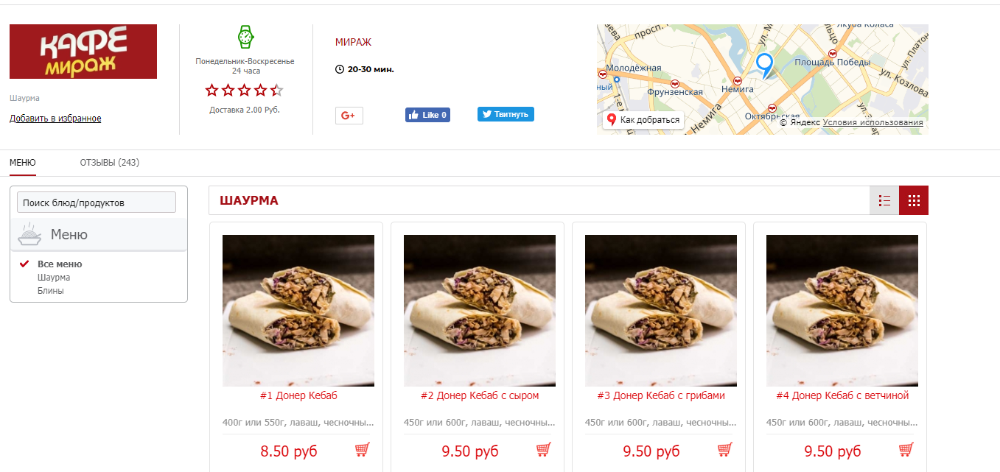 КАФЕ
мираж
Шаурма
Добавить в избранное
Понедельник-Воскресенье
24 часа
Доставка 2.00 Руб.
МИРАЖ
20-30 мин.
G+
Like 0
Твитнуть
просп.
ул. М
Якуба Коласа
Молодёжная
ный
Фрунзенская
Немига
Площадь Победы
ул. Платон
ул. Козлова
1-е
Немига
Октябрьская
Как добраться
© Яндекс Условия использования
МЕНЮ
ОТЗЫВЫ (243)
Поиск блюд/продуктов
Меню
Все меню
Шаурма
Блины
ШАУРМА
#1 Донер Кебаб
400г или 550г, лаваш, чесночны...
8.50 руб
#2 Донер Кебаб с сыром
450г или 600г, лаваш, чесночны...
9.50 руб
#3 Донер Кебаб с грибами
450г или 600г, лаваш, чесночны...
9.50 руб
#4 Донер Кебаб с ветчиной
450г или 600г, лаваш, чесночны...
9.50 руб